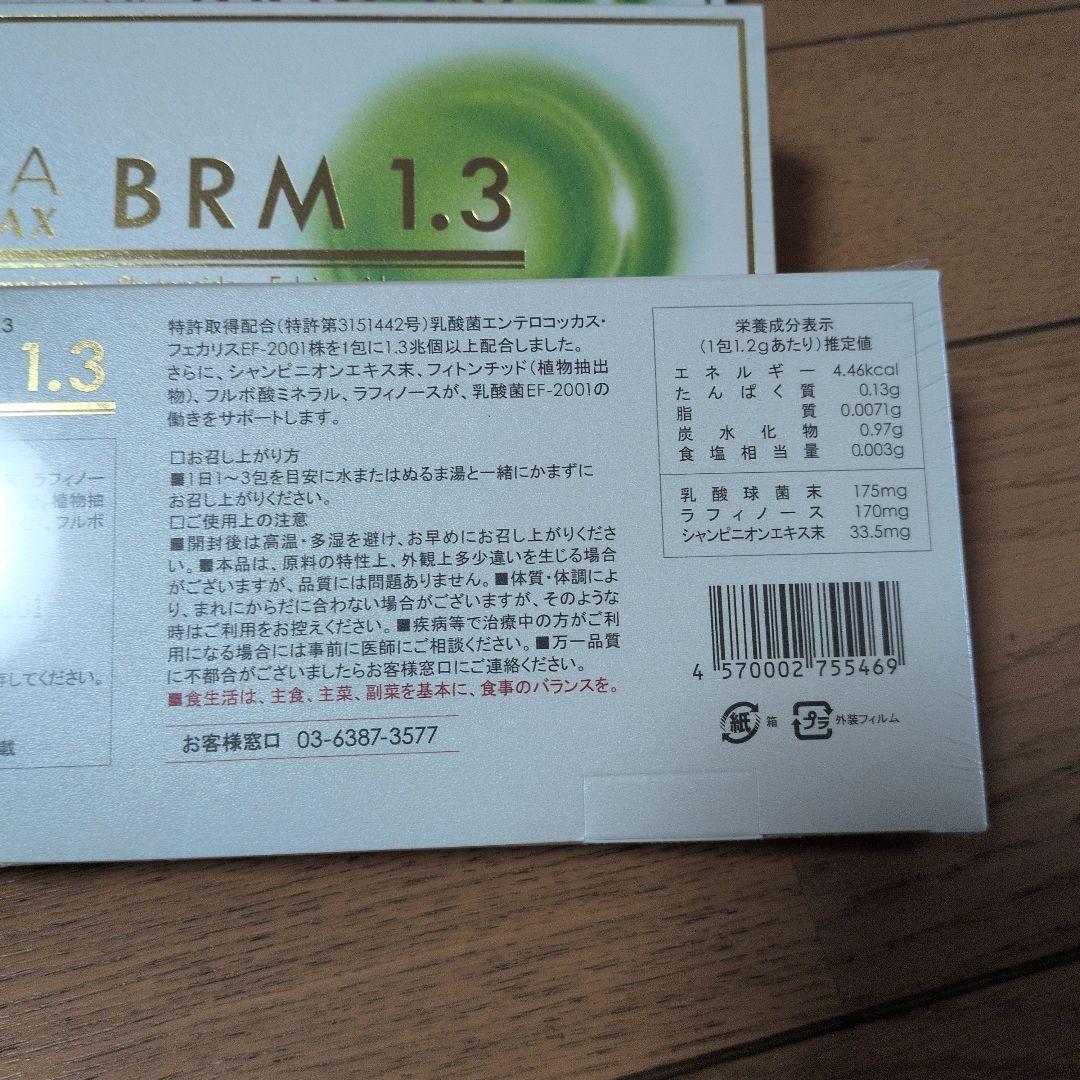 A BRM 1.3
AX
3
1.3
ラフィノー
植物抽
フルボ
してください。
載
特許取得配合(特許第3151442号)乳酸菌エンテロコッカス・
フェカリスEF-2001株を1包に1.3兆個以上配合しました。
さらに、シャンピニオンエキス末、フィトンチッド(植物抽出
物)、フルボ酸ミネラル、ラフィノースが、乳酸菌EF-2001の
働きをサポートします。
□お召し上がり方
■1日1~3包を目安に水またはぬるま湯と一緒にかまずに
お召し上がりください。
□ご使用上の注意
■開封後は高温・多湿を避け、お早めにお召し上がりくださ
い。■本品は、原料の特性上、外観上多少違いを生じる場合
がございますが、品質には問題ありません。■体質・体調によ
り、まれにからだに合わない場合がございますが、そのような
時はご利用をお控えください。■疾病等で治療中の方がご利
用になる場合には事前に医師にご相談ください。■万一品質
に不都合がございましたらお客様窓口にご連絡ください。
■食生活は、主食、主菜、副菜を基本に、食事のバランスを。
お客様窓口 03-6387-3577
栄養成分表示
(1包1.2gあたり)推定値
エネルギー 4.46kcal
たんぱく質 0.13g
脂質 0.0071g
炭水化物 0.97g
食塩相当量 0.003g
乳酸球菌末 175mg
ラフィノース 170mg
シャンピニオンエキス末 33.5mg
4 570002 755469
紙 箱 プラ 外装フィルム